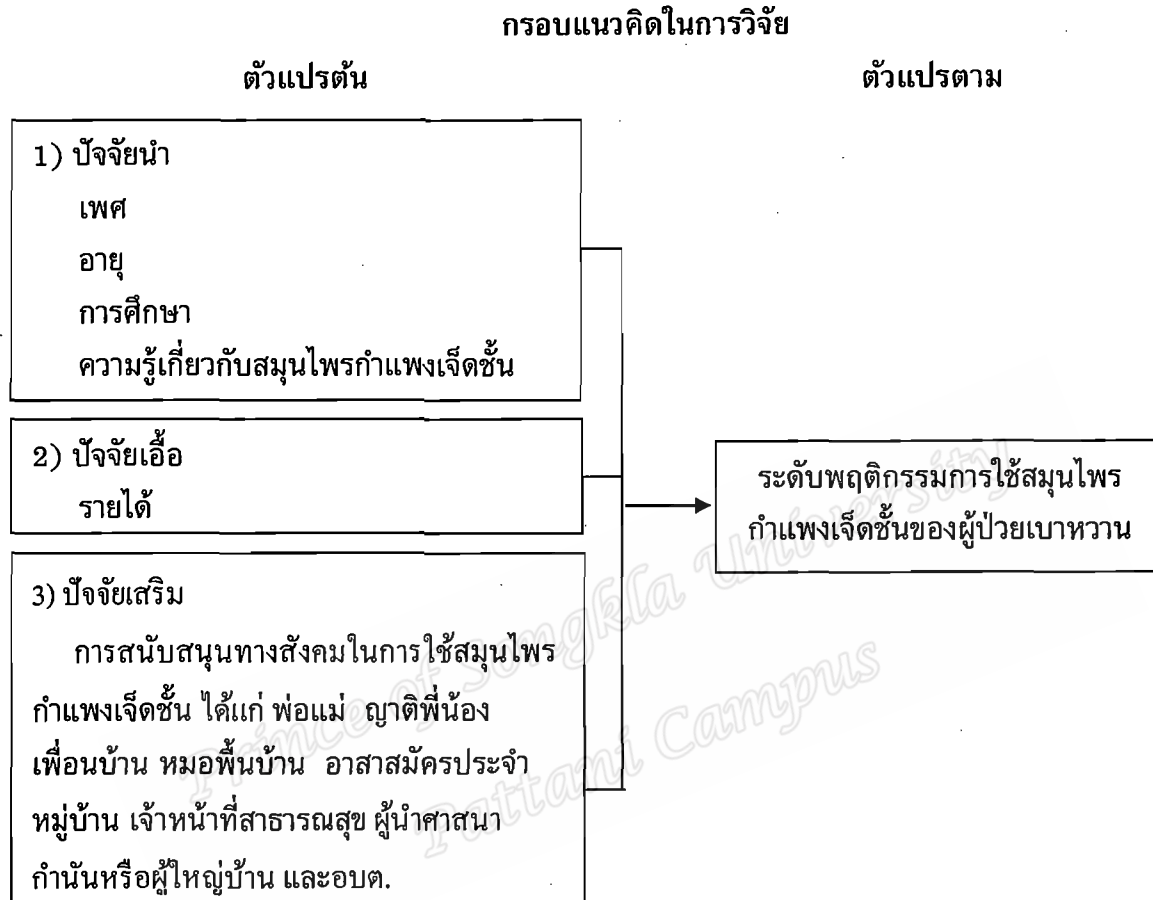 กรอบแนวคิดในการวิจัย
ตัวแปรต้น
ตัวแปรตาม
1) ปัจจัยนำ
เพศ
อายุ
การศึกษา
ความรู้เกี่ยวกับสมุนไพรกำแพงเจ็ดชั้น
2) ปัจจัยเอื้อ
รายได้
3) ปัจจัยเสริม
การสนับสนุนทางสังคมในการใช้สมุนไพร
กำแพงเจ็ดชั้น ได้แก่ พ่อแม่ ญาติพี่น้อง
เพื่อนบ้าน หมอพื้นบ้าน อาสาสมัครประจำ
หมู่บ้าน เจ้าหน้าที่สาธารณสุข ผู้นำศาสนา
กำนันหรือผู้ใหญ่บ้าน และอบต.
ระดับพฤติกรรมการใช้สมุนไพร
กำแพงเจ็ดชั้นของผู้ป่วยเบาหวาน
Prince of Songkla University
Pattani Campus